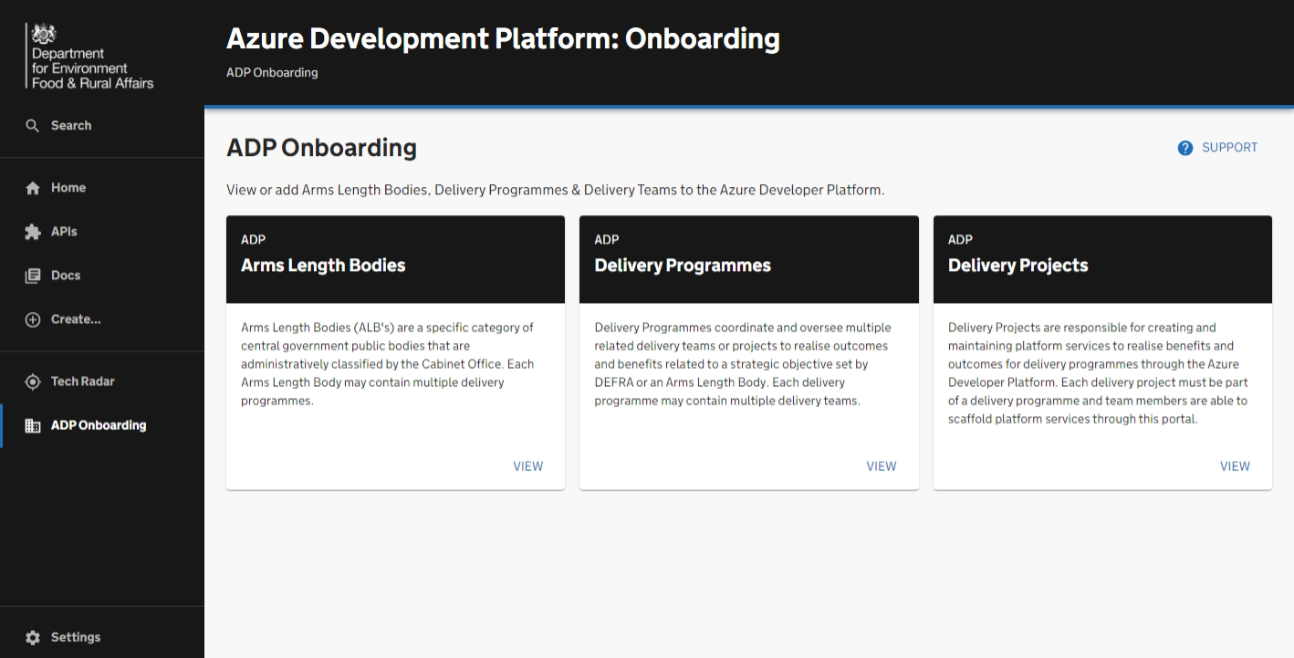 Department
for Environment
Food & Rural Affairs
Search
Home
APIs
Docs
Create...
Tech Radar
ADP Onboarding
Settings
Azure Development Platform: Onboarding
ADP Onboarding
ADP Onboarding
SUPPORT
View or add Arms Length Bodies, Delivery Programmes & Delivery Teams to the Azure Developer Platform.
ADP
Arms Length Bodies
Arms Length Bodies (ALB's) are a specific category of
central government public bodies that are
administratively classified by the Cabinet Office. Each
Arms Length Body may contain multiple delivery
programmes.
VIEW
ADP
Delivery Programmes
Delivery Programmes coordinate and oversee multiple
related delivery teams or projects to realise outcomes
and benefits related to a strategic objective set by
DEFRA or an Arms Length Body. Each delivery
programme may contain multiple delivery teams.
VIEW
ADP
Delivery Projects
Delivery Projects are responsible for creating and
maintaining platform services to realise benefits and
outcomes for delivery programmes through the Azure
Developer Platform. Each delivery project must be part
of a delivery programme and team members are able to
scaffold platform services through this portal.
VIEW